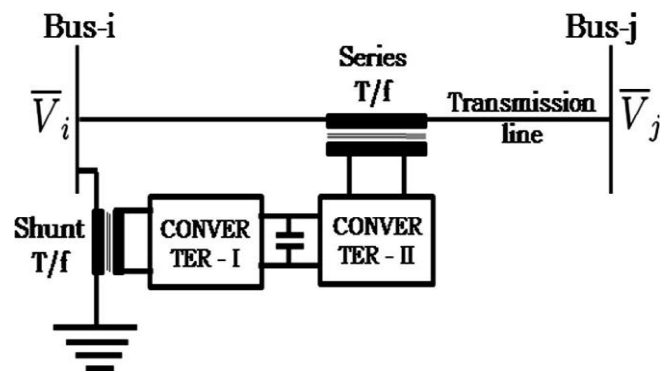 Bus-i
Bus-j
Series
T/f
V̅i
Transmission
line
V̅j
Shunt
T/f
CONVER
TER - I
CONVER
TER - II